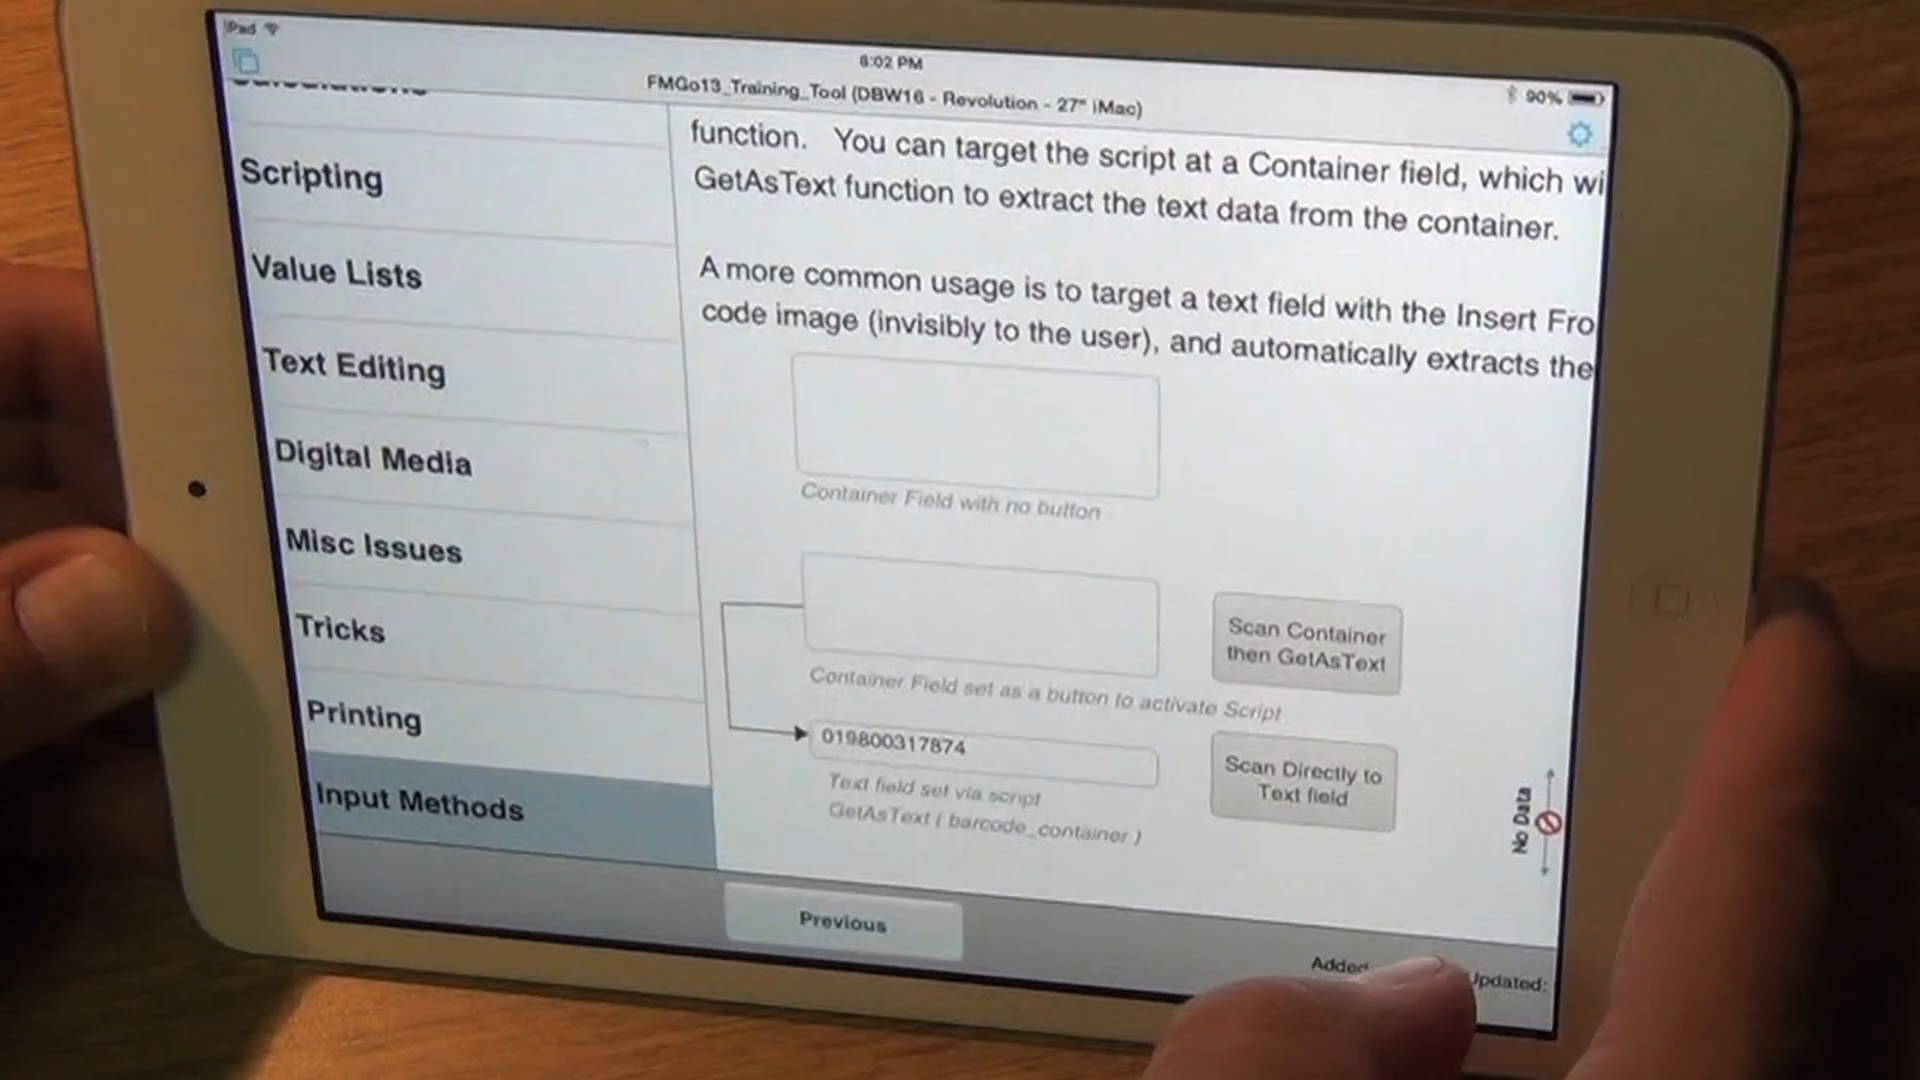 iPad
8:02 PM
90%
FMGo13_Training_Tool (DBW16 - Revolution - 27" iMac)
Calculations
Scripting
Value Lists
Text Editing
Digital Media
Misc Issues
Tricks
Printing
Input Methods
function. You can target the script at a Container field, which wi
GetAsText function to extract the text data from the container.
A more common usage is to target a text field with the Insert Fro
code image (invisibly to the user), and automatically extracts the
Container Field with no button
Scan Container
then GetAsText
Container Field set as a button to activate Script
019800317874
Text field set via script
GetAsText ( barcode_container )
Scan Directly to
Text field
No Data
Previous
Added
Updated: